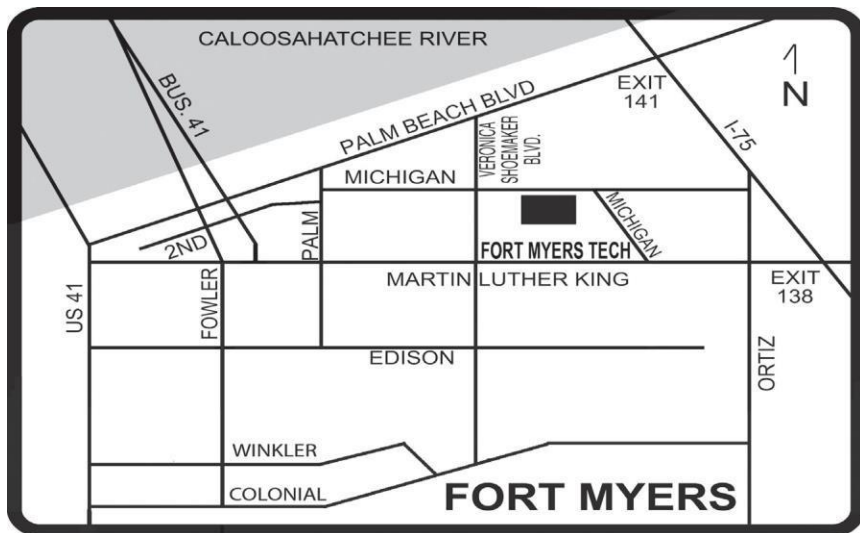 CALOOSAHATCHEE RIVER
BUS. 41
PALM BEACH BLVD
EXIT
141
N
I-75
VERONICA
SHOEMAKER
BLVD.
MICHIGAN
MICHIGAN
2ND
PALM
FORT MYERS TECH
MARTIN LUTHER KING
EXIT
138
US 41
FOWLER
EDISON
ORTIZ
WINKLER
COLONIAL
FORT MYERS